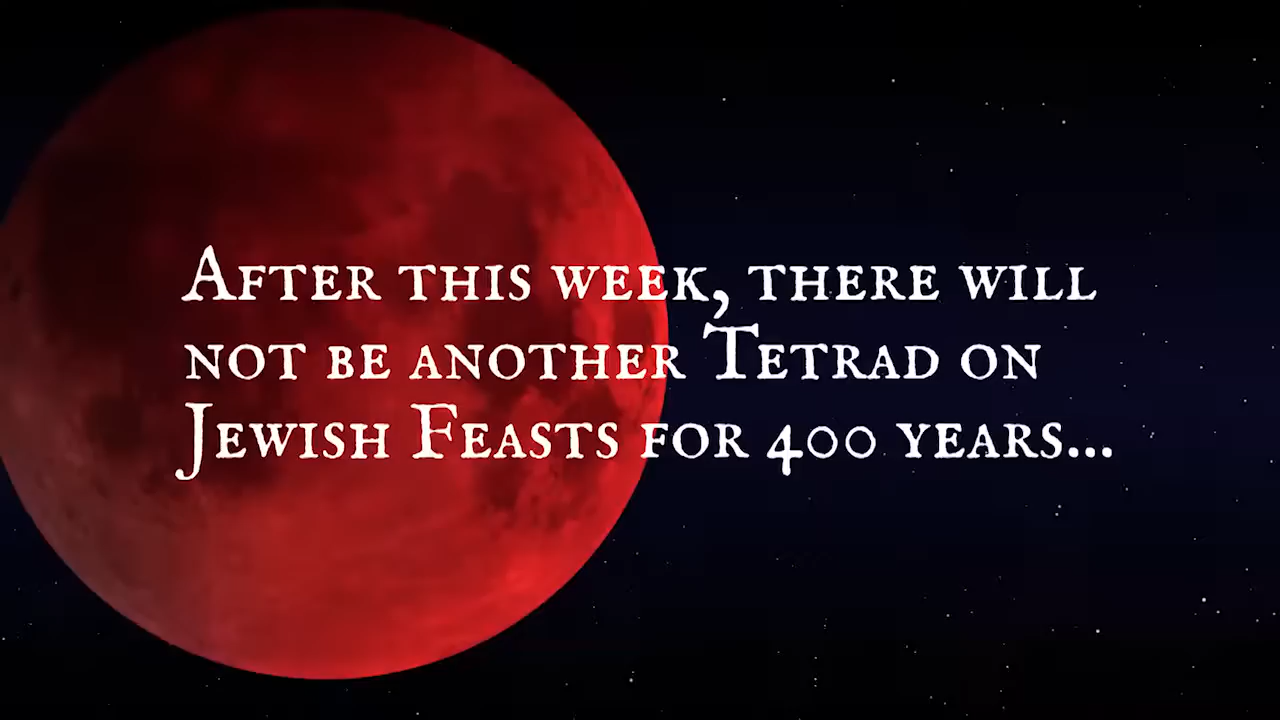 After this week, there will
not be another Tetrad on
Jewish Feasts for 400 years...